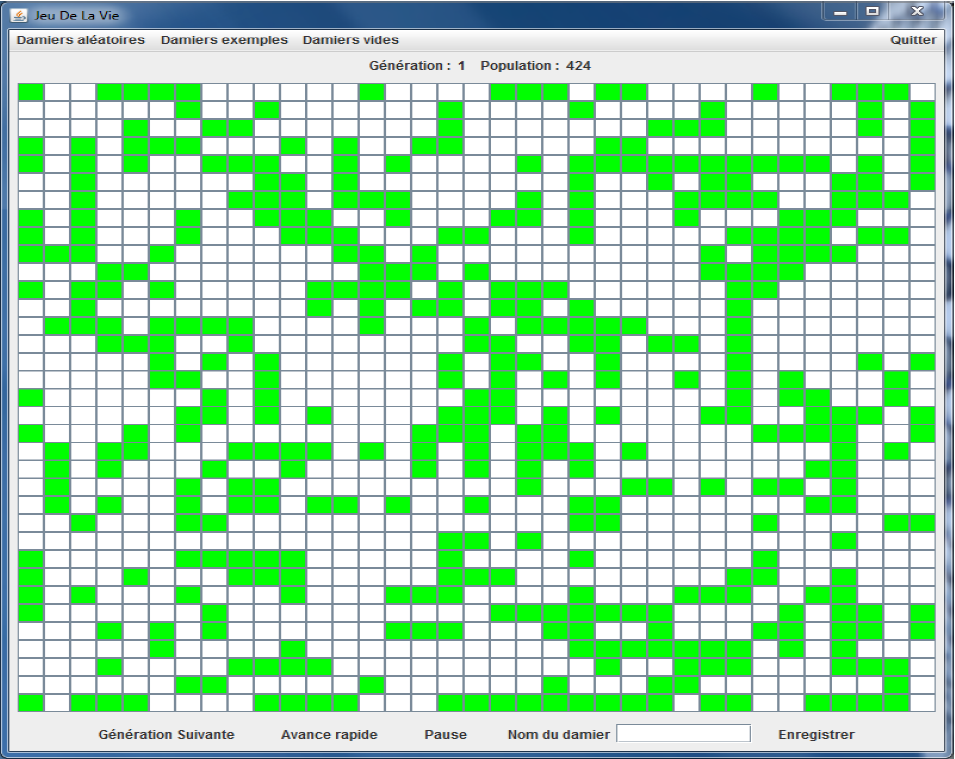 Jeu De La Vie
Damiers aléatoires Damiers exemples Damiers vides Quitter
Génération : 1 Population : 424
Génération Suivante Avance rapide Pause Nom du damier Enregistrer